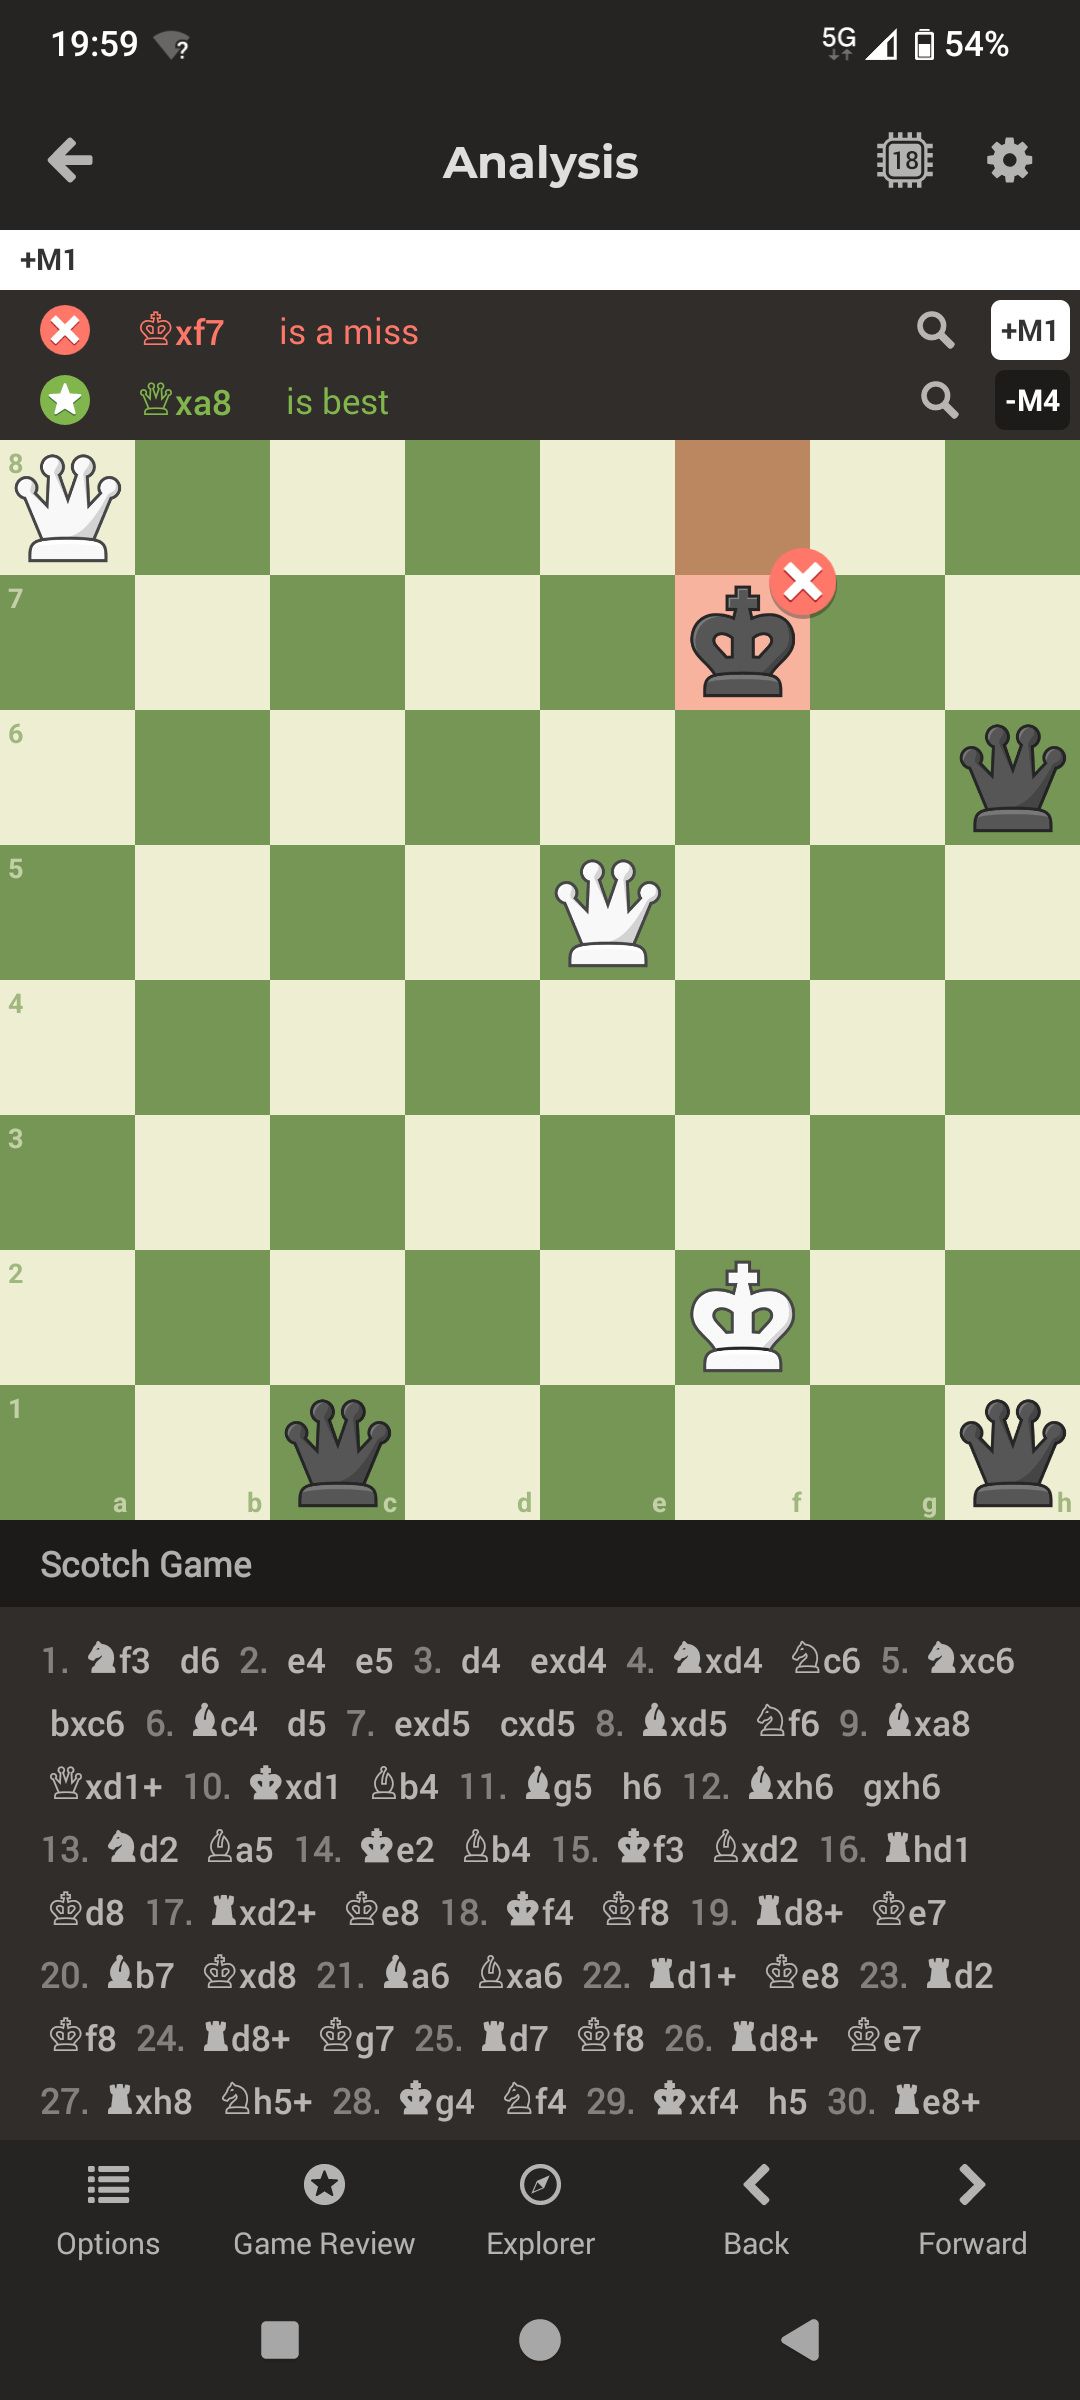 19:59 ? 5G 54%
Analysis 18
+M1
♔xf7 is a miss +M1
♕xa8 is best -M4
8
7
6
5
4
3
2
1
a b c d e f g h
Scotch Game
1. ♞f3 d6 2. e4 e5 3. d4 exd4 4. ♞xd4 ♘c6 5. ♞xc6
bxc6 6. ♝c4 d5 7. exd5 cxd5 8. ♝xd5 ♘f6 9. ♝xa8
♕xd1+ 10. ♚xd1 ♗b4 11. ♝g5 h6 12. ♝xh6 gxh6
13. ♞d2 ♗a5 14. ♚e2 ♗b4 15. ♚f3 ♗xd2 16. ♜hd1
♔d8 17. ♜xd2+ ♔e8 18. ♚f4 ♔f8 19. ♜d8+ ♔e7
20. ♝b7 ♔xd8 21. ♝a6 ♗xa6 22. ♜d1+ ♔e8 23. ♜d2
♔f8 24. ♜d8+ ♔g7 25. ♜d7 ♔f8 26. ♜d8+ ♔e7
27. ♜xh8 ♘h5+ 28. ♚g4 ♘f4 29. ♚xf4 h5 30. ♜e8+
Options Game Review Explorer Back Forward